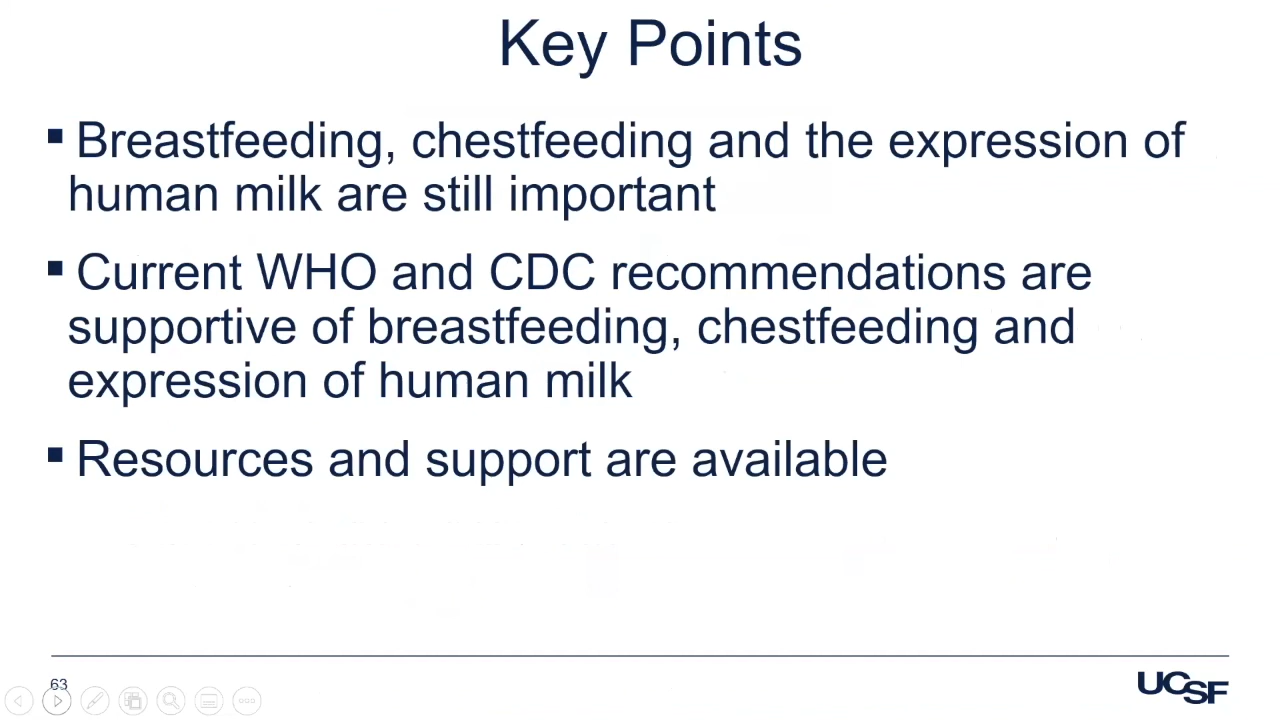 Key Points
▪ Breastfeeding, chestfeeding and the expression of
human milk are still important
▪ Current WHO and CDC recommendations are
supportive of breastfeeding, chestfeeding and
expression of human milk
▪ Resources and support are available
63
UCSF